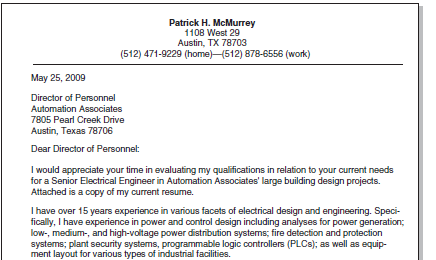 Patrick H. McMurrey
1108 West 29
Austin, TX 78703
(512) 471-9229 (home)—(512) 878-6556 (work)
May 25, 2009
Director of Personnel
Automation Associates
7805 Pearl Creek Drive
Austin, Texas 78706
Dear Director of Personnel:
I would appreciate your time in evaluating my qualifications in relation to your current needs
for a Senior Electrical Engineer in Automation Associates' large building design projects.
Attached is a copy of my current resume.
I have over 15 years experience in various facets of electrical design and engineering. Speci-
fically, I have experience in power and control design including analyses for power generation;
low-, medium-, and high-voltage power distribution systems; fire detection and protection
systems; plant security systems, programmable logic controllers (PLCs); as well as equip-
ment layout for various types of industrial facilities.